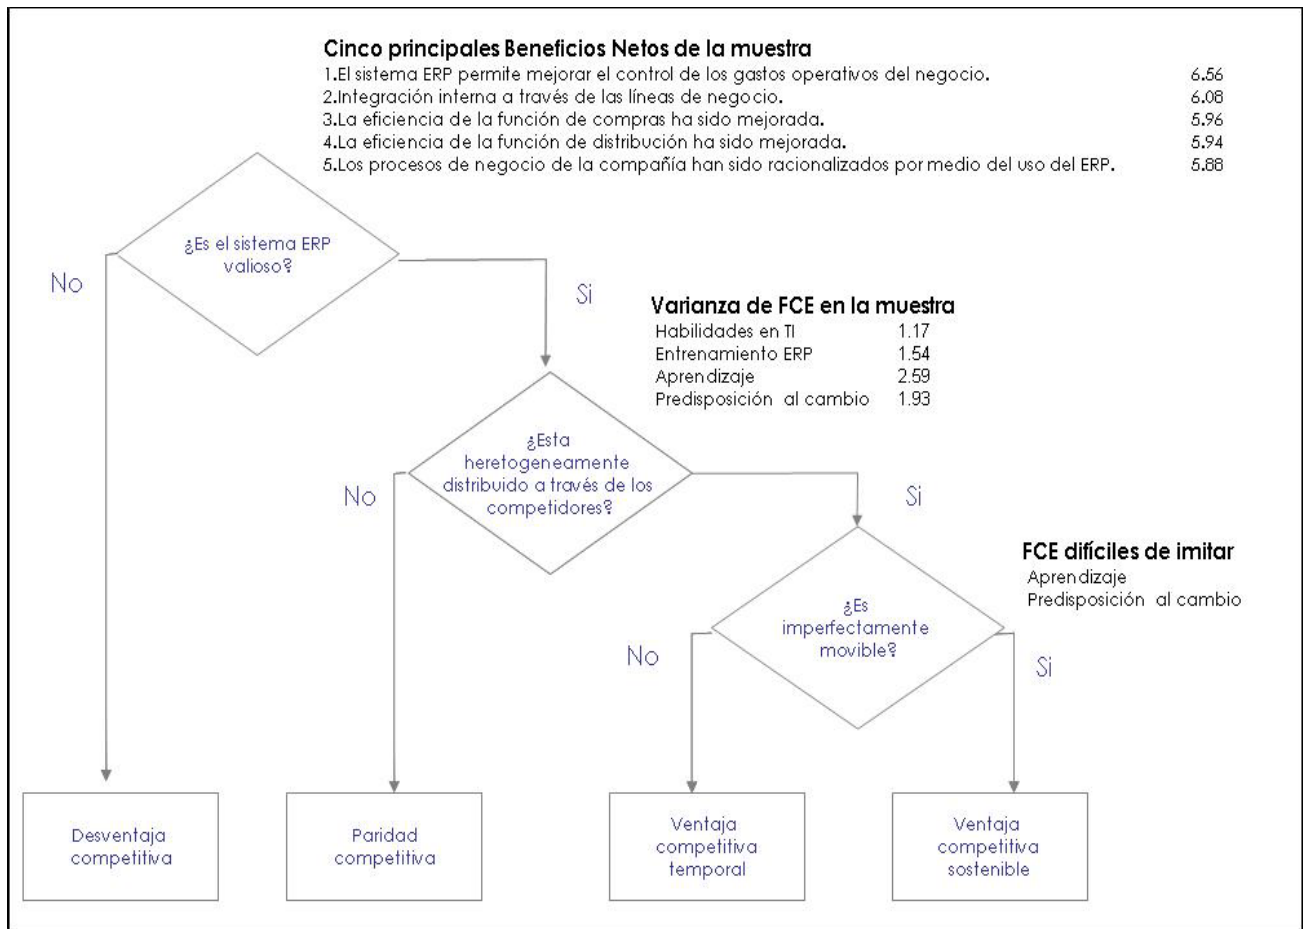 Cinco principales Beneficios Netos de la muestra
1.El sistema ERP permite mejorar el control de los gastos operativos del negocio. 6.56
2.Integración interna a través de las líneas de negocio. 6.08
3.La eficiencia de la función de compras ha sido mejorada. 5.96
4.La eficiencia de la función de distribución ha sido mejorada. 5.94
5.Los procesos de negocio de la compañía han sido racionalizados por medio del uso del ERP. 5.88
¿Es el sistema ERP
valioso?
No
Si
Varianza de FCE en la muestra
Habilidades en TI 1.17
Entrenamiento ERP 1.54
Aprendizaje 2.59
Predisposición al cambio 1.93
¿Esta
heretogeneamente
distribuido a través de los
competidores?
No
Si
FCE difíciles de imitar
Aprendizaje
Predisposición al cambio
¿Es
imperfectamente
movible?
No
Si
Desventaja
competitiva
Paridad
competitiva
Ventaja
competitiva
temporal
Ventaja
competitiva
sostenible